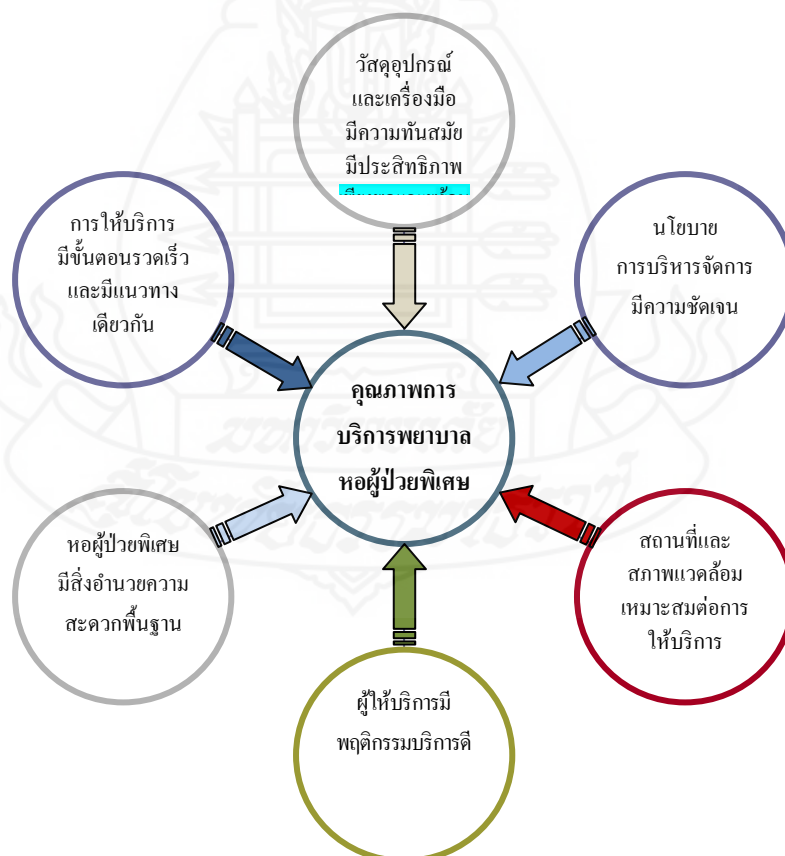 วัสดุอุปกรณ์
และเครื่องมือ
มีความทันสมัย
มีประสิทธิภาพ
นโยบาย
การบริหารจัดการ
มีความชัดเจน
สถานที่และ
สภาพแวดล้อม
เหมาะสมต่อการ
ให้บริการ
ผู้ให้บริการมี
พฤติกรรมบริการดี
หอผู้ป่วยพิเศษ
มีสิ่งอำนวยความ
สะดวกพื้นฐาน
การให้บริการ
มีขั้นตอนรวดเร็ว
และมีแนวทาง
เดียวกัน
คุณภาพการ
บริการพยาบาล
หอผู้ป่วยพิเศษ